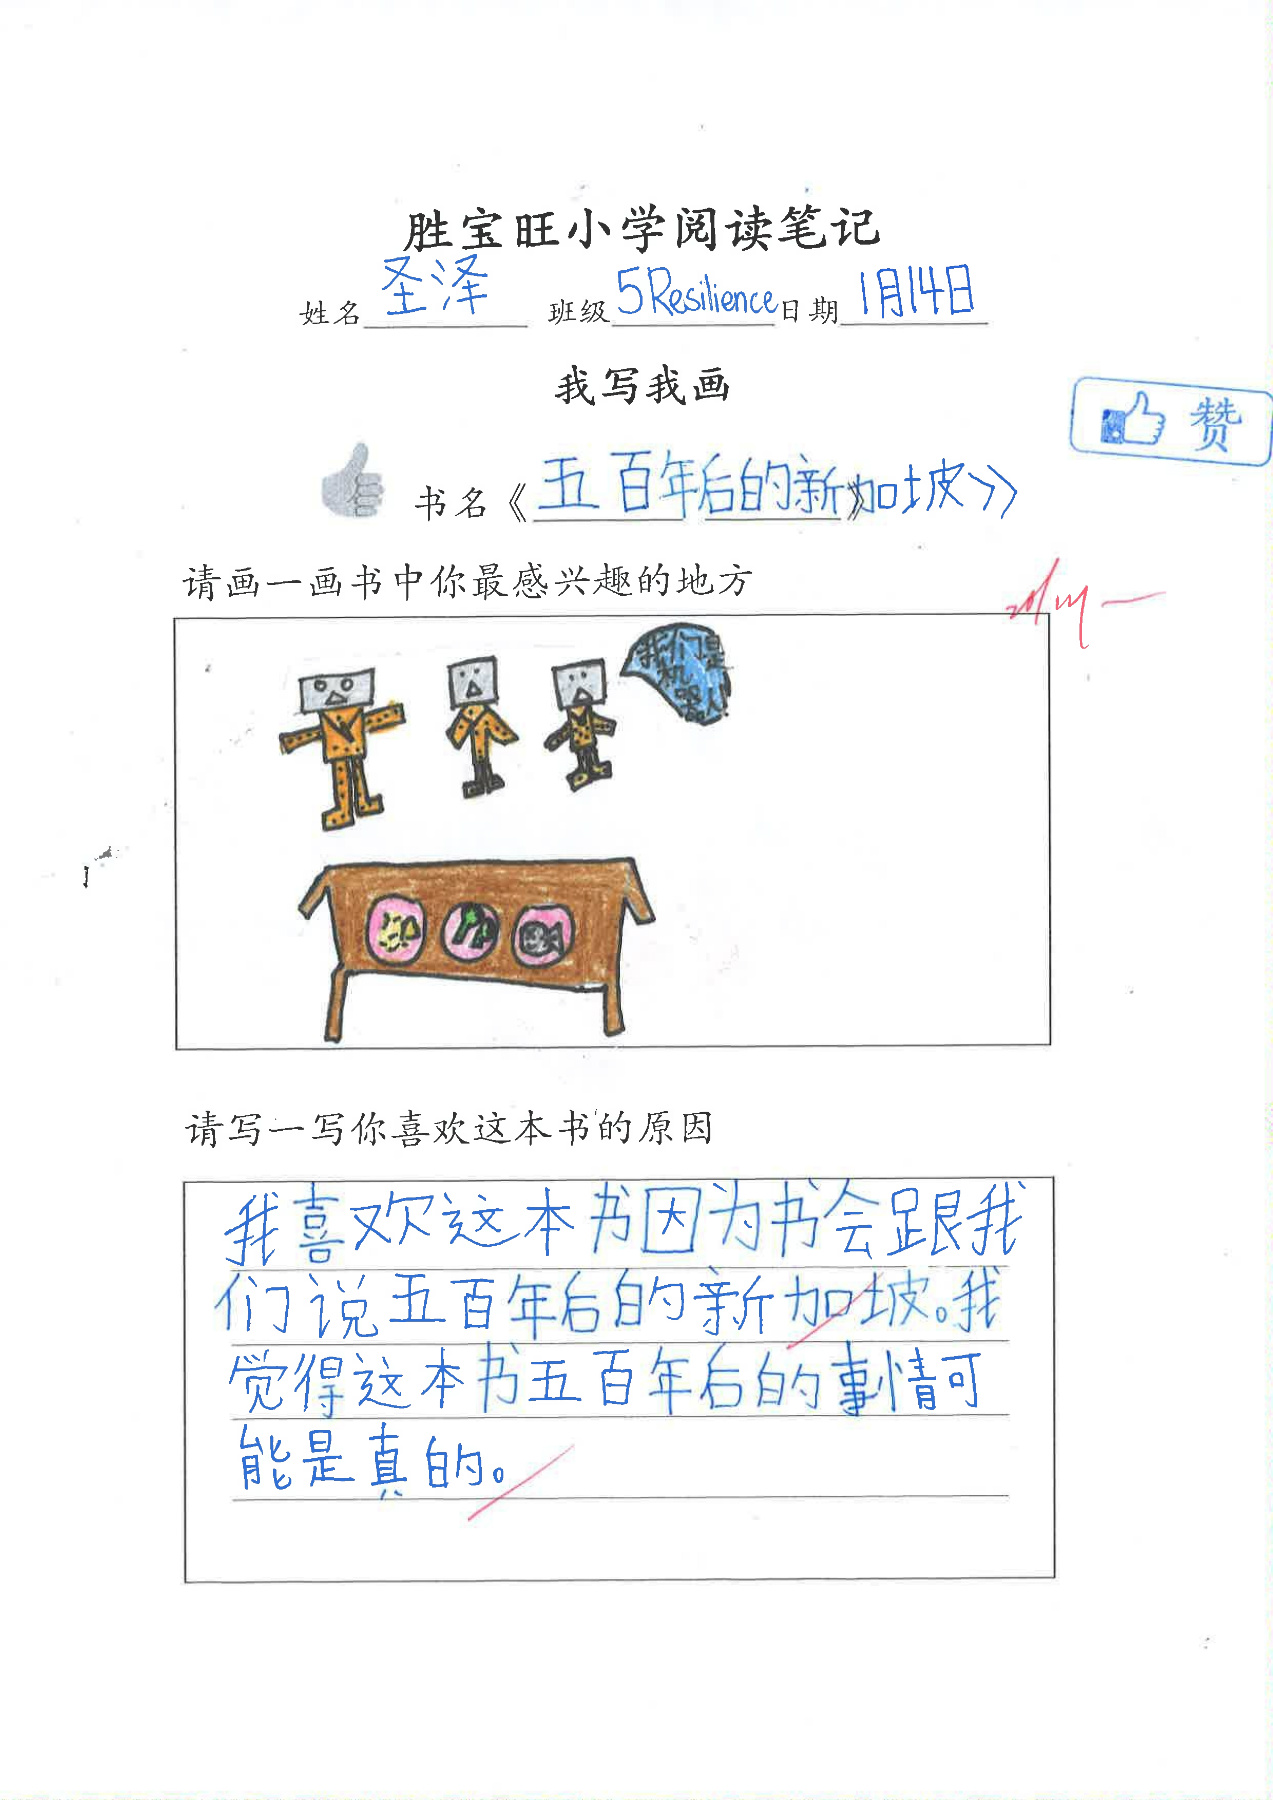 胜宝旺小学阅读笔记
姓名 圣泽 班级 5Resilience 日期 1月14日
我写我画
赞
书名《五百年后的新》加坡>>
请画一画书中你最感兴趣的地方
我们是
机
器人
请写一写你喜欢这本书的原因
我喜欢这本书因为书会跟我
们说五百年后的新加坡。我
觉得这本书五百年后的事情可
能是真的。